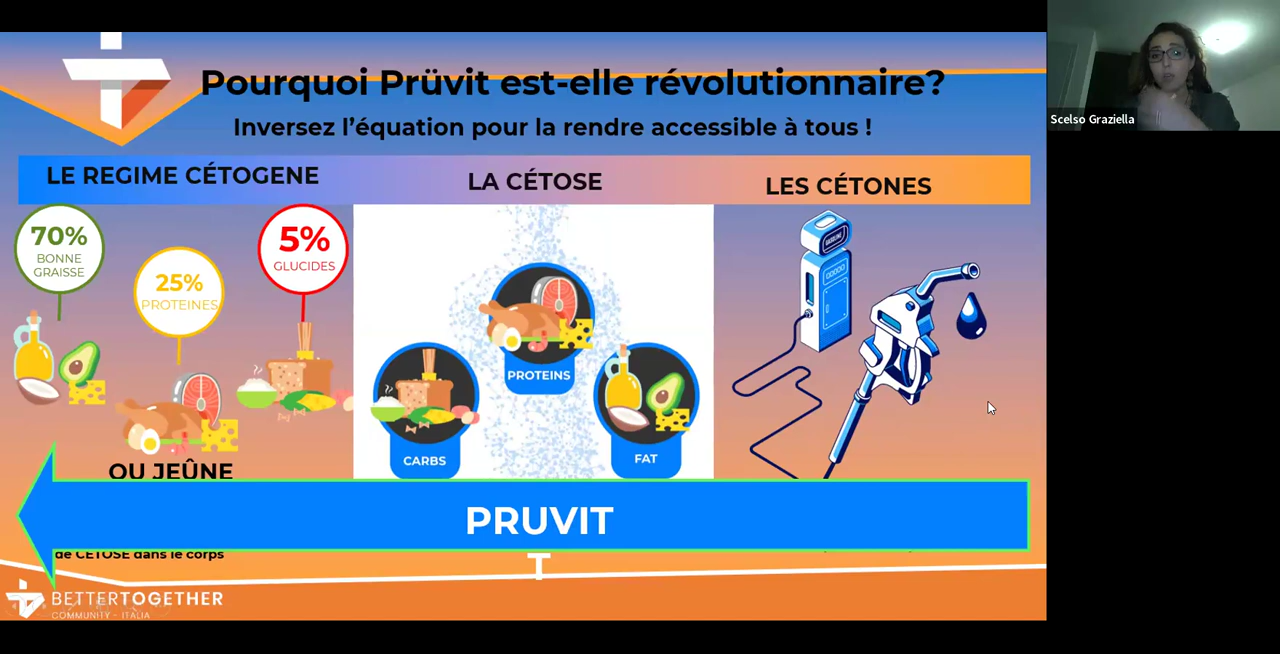 Pourquoi Prüvit est-elle révolutionnaire?
Inversez l'équation pour la rendre accessible à tous !
LE REGIME CÉTOGENE
LA CÉTOSE
LES CÉTONES
70%
BONNE
GRAISSE
25%
PROTEINES
5%
GLUCIDES
OU JEÛNE
PROTEINS
CARBS
FAT
GASOLINE
PRUVIT
de CÉTOSE dans le corps
BETTERTOGETHER
COMMUNITY - ITALIA
Scelso Graziella